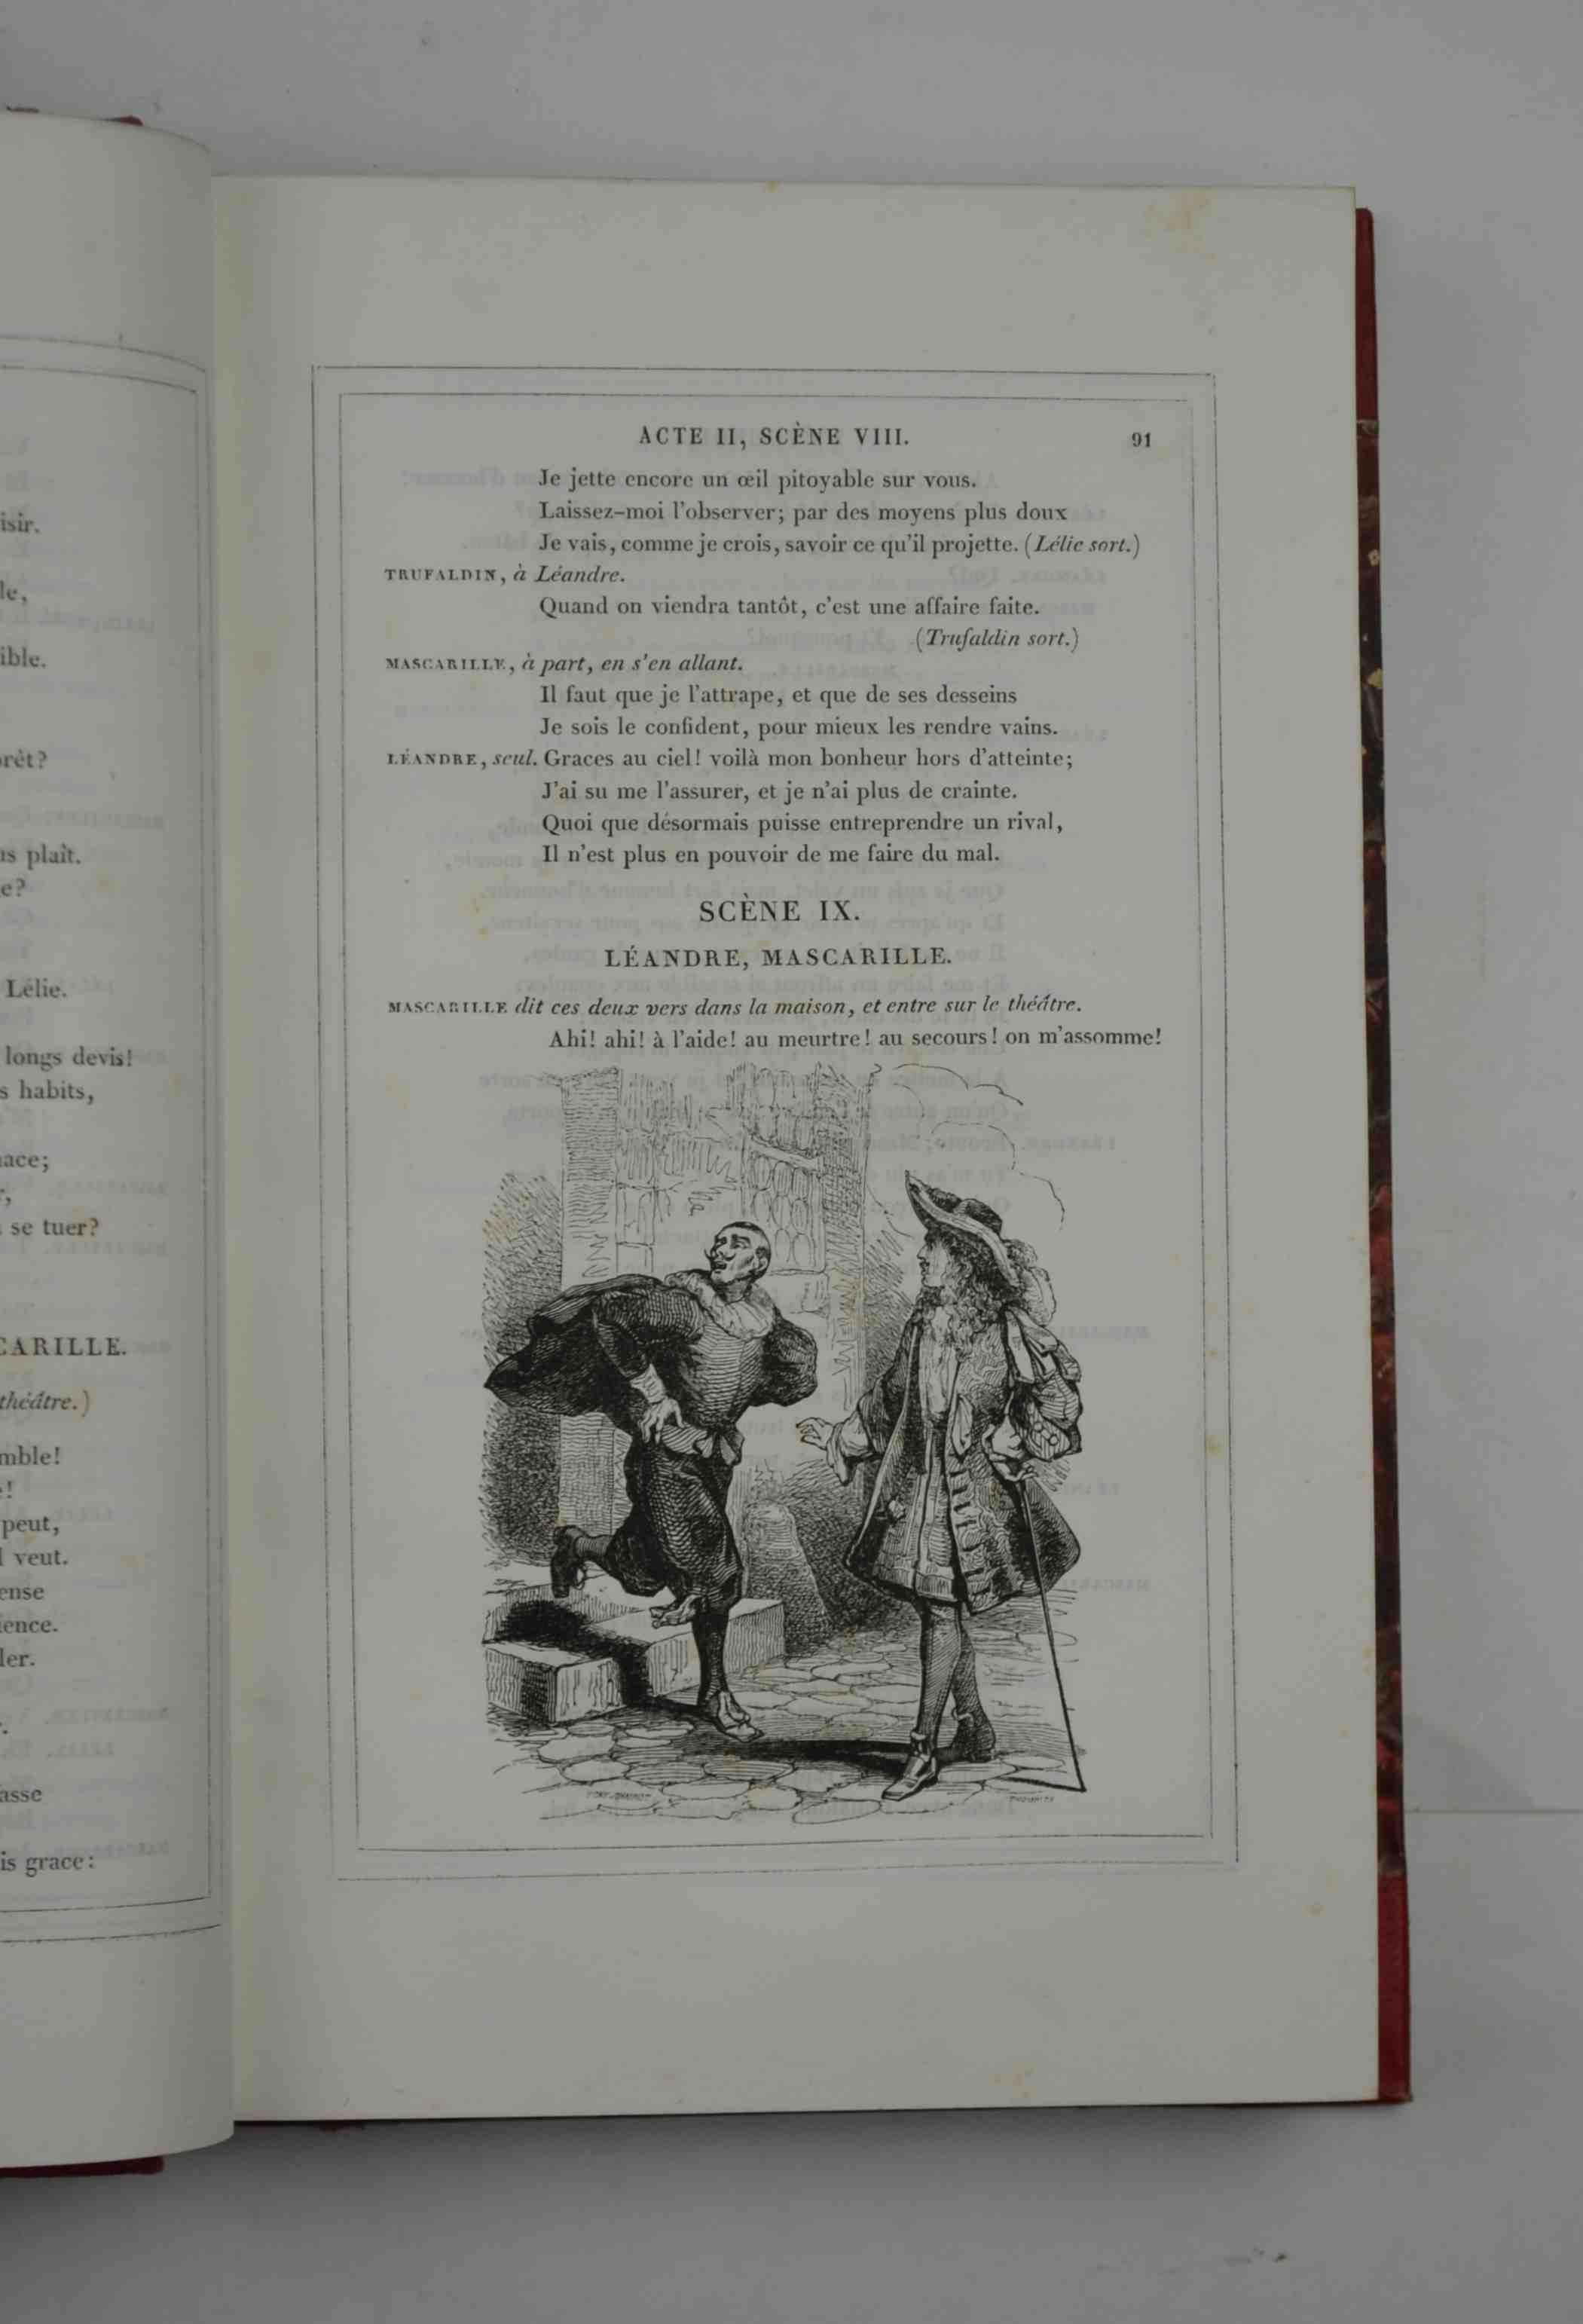 isir.
le,
ible.
rêt?
us plaît.
e?
Lélie.
longs devis!
s habits,
ace;
se tuer?
CARILLE.
théâtre.)
mble!
e!
peut,
l veut.
ense
ience.
ler.
asse
is grace:
ACTE II, SCÈNE VIII. 91
Je jette encore un œil pitoyable sur vous.
Laissez-moi l'observer; par des moyens plus doux
Je vais, comme je crois, savoir ce qu'il projette. (Lélie sort.)
TRUFALDIN, à Léandre.
Quand on viendra tantôt, c'est une affaire faite.
(Trufaldin sort.)
MASCARILLE, à part, en s'en allant.
Il faut que je l'attrape, et que de ses desseins
Je sois le confident, pour mieux les rendre vains.
LÉANDRE, seul. Graces au ciel! voilà mon bonheur hors d'atteinte;
J'ai su me l'assurer, et je n'ai plus de crainte.
Quoi que désormais puisse entreprendre un rival,
Il n'est plus en pouvoir de me faire du mal.
SCÈNE IX.
LÉANDRE, MASCARILLE.
MASCARILLE dit ces deux vers dans la maison, et entre sur le théâtre.
Ahi! ahi! à l'aide! au meurtre! au secours! on m'assomme!